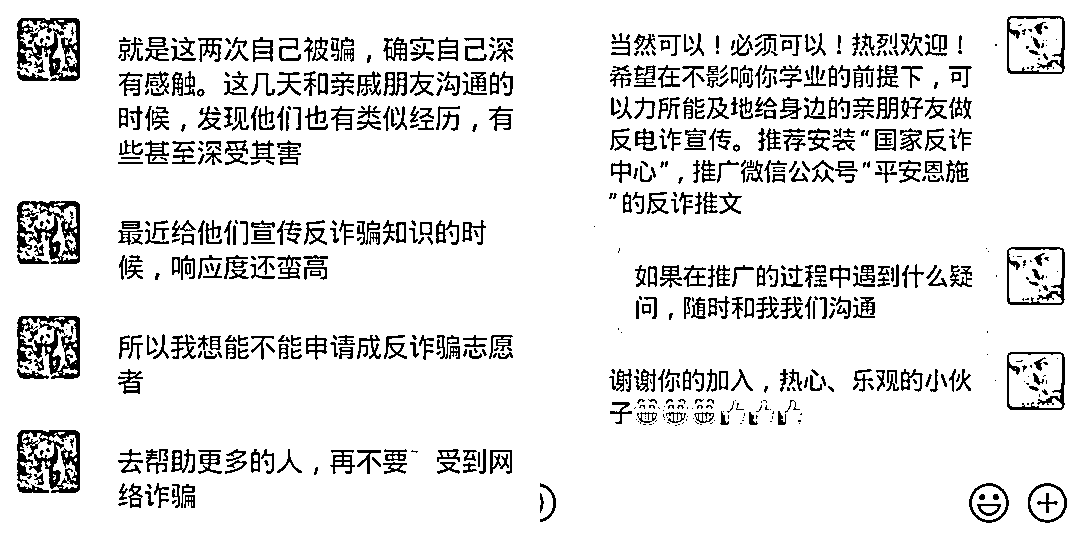 就是这两次自己被骗，确实自己深
有感触。这几天和亲戚朋友沟通的
时候，发现他们也有类似经历，有
些甚至深受其害
最近给他们宣传反诈骗知识的时
候，响应度还蛮高
所以我想能不能申请成反诈骗志愿
者
去帮助更多的人，再不要 受到网
络诈骗
当然可以！必须可以！热烈欢迎！
希望在不影响你学业的前提下，可
以力所能及地给身边的亲朋好友做
反电诈宣传。推荐安装“国家反诈
中心”，推广微信公众号“平安恩施
”的反诈推文
如果在推广的过程中遇到什么疑
问，随时和我我们沟通
谢谢你的加入，热心、乐观的小伙
子